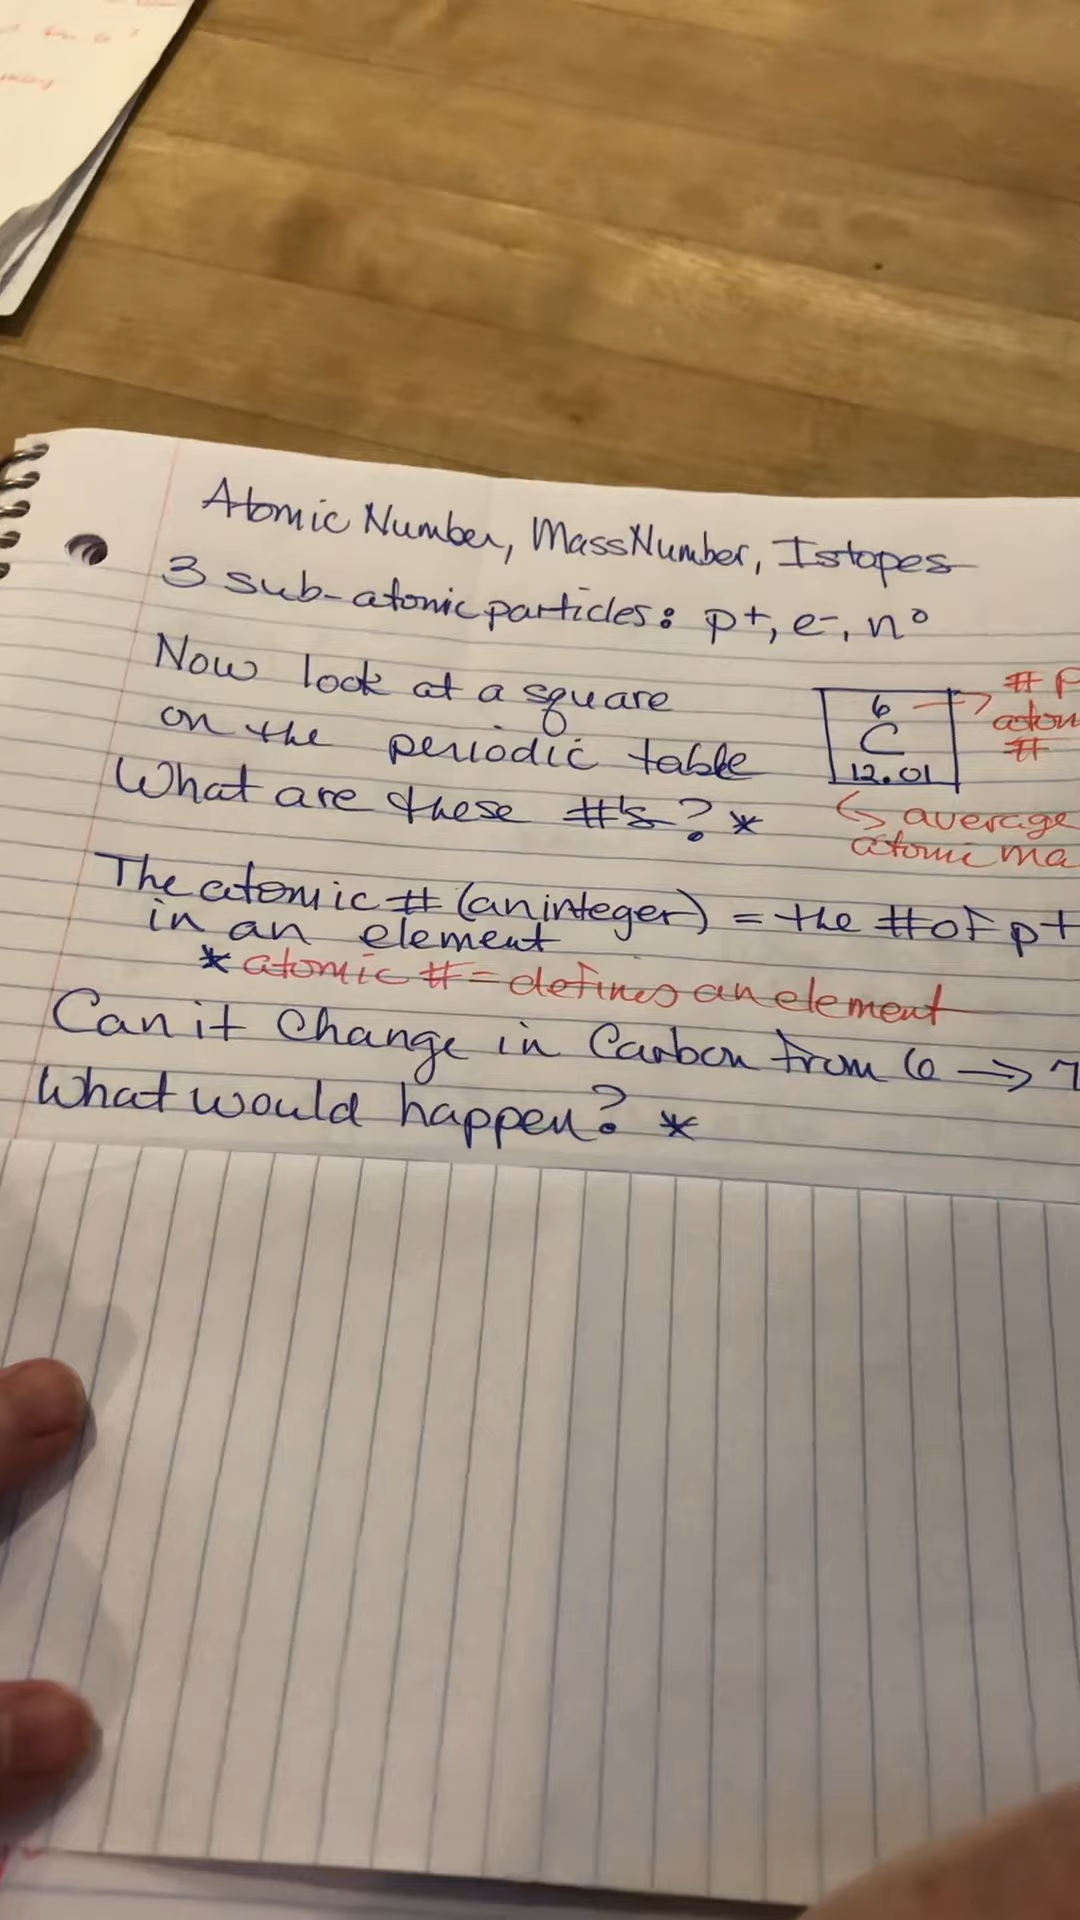 Atomic Number, Mass Number, Istopes
3 sub-atomic particles: p+, e-, n°
Now look at a square
on the periodic table
What are these #'s? *
6
C
12.01
# P
atom
#
average
atomic ma
The atomic # (an integer) = the # of p+
in an element
* atomic # = defines an element
Can it change in Carbon from 6 → 7
What would happen? *